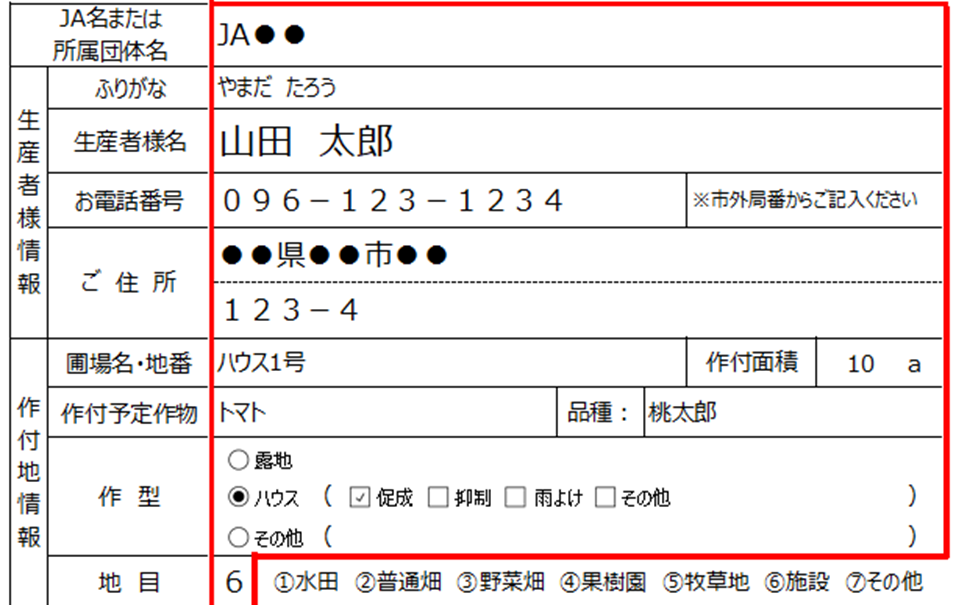 JA名または
所属団体名
JA●●
生産者様情報
ふりがな
やまだ たろう
生産者様名
山田 太郎
お電話番号
096－123－1234
※市外局番からご記入ください
ご住所
●●県●●市●●
123－4
作付地情報
圃場名・地番
ハウス1号
作付面積
10 a
作付予定作物
トマト
品種：
桃太郎
作型
露地
ハウス ( 促成 抑制 雨よけ その他 )
その他 ( )
地目
6
①水田 ②普通畑 ③野菜畑 ④果樹園 ⑤牧草地 ⑥施設 ⑦その他